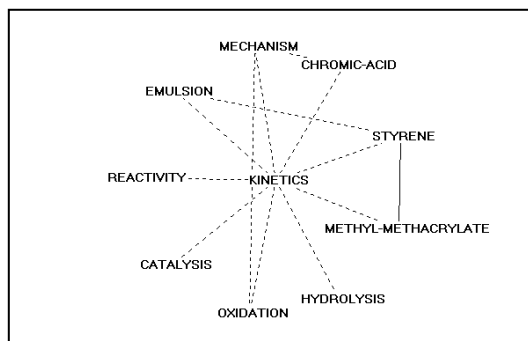 MECHANISM
CHROMIC-ACID
EMULSION
STYRENE
REACTIVITY
KINETICS
METHYL-METHACRYLATE
CATALYSIS
HYDROLYSIS
OXIDATION